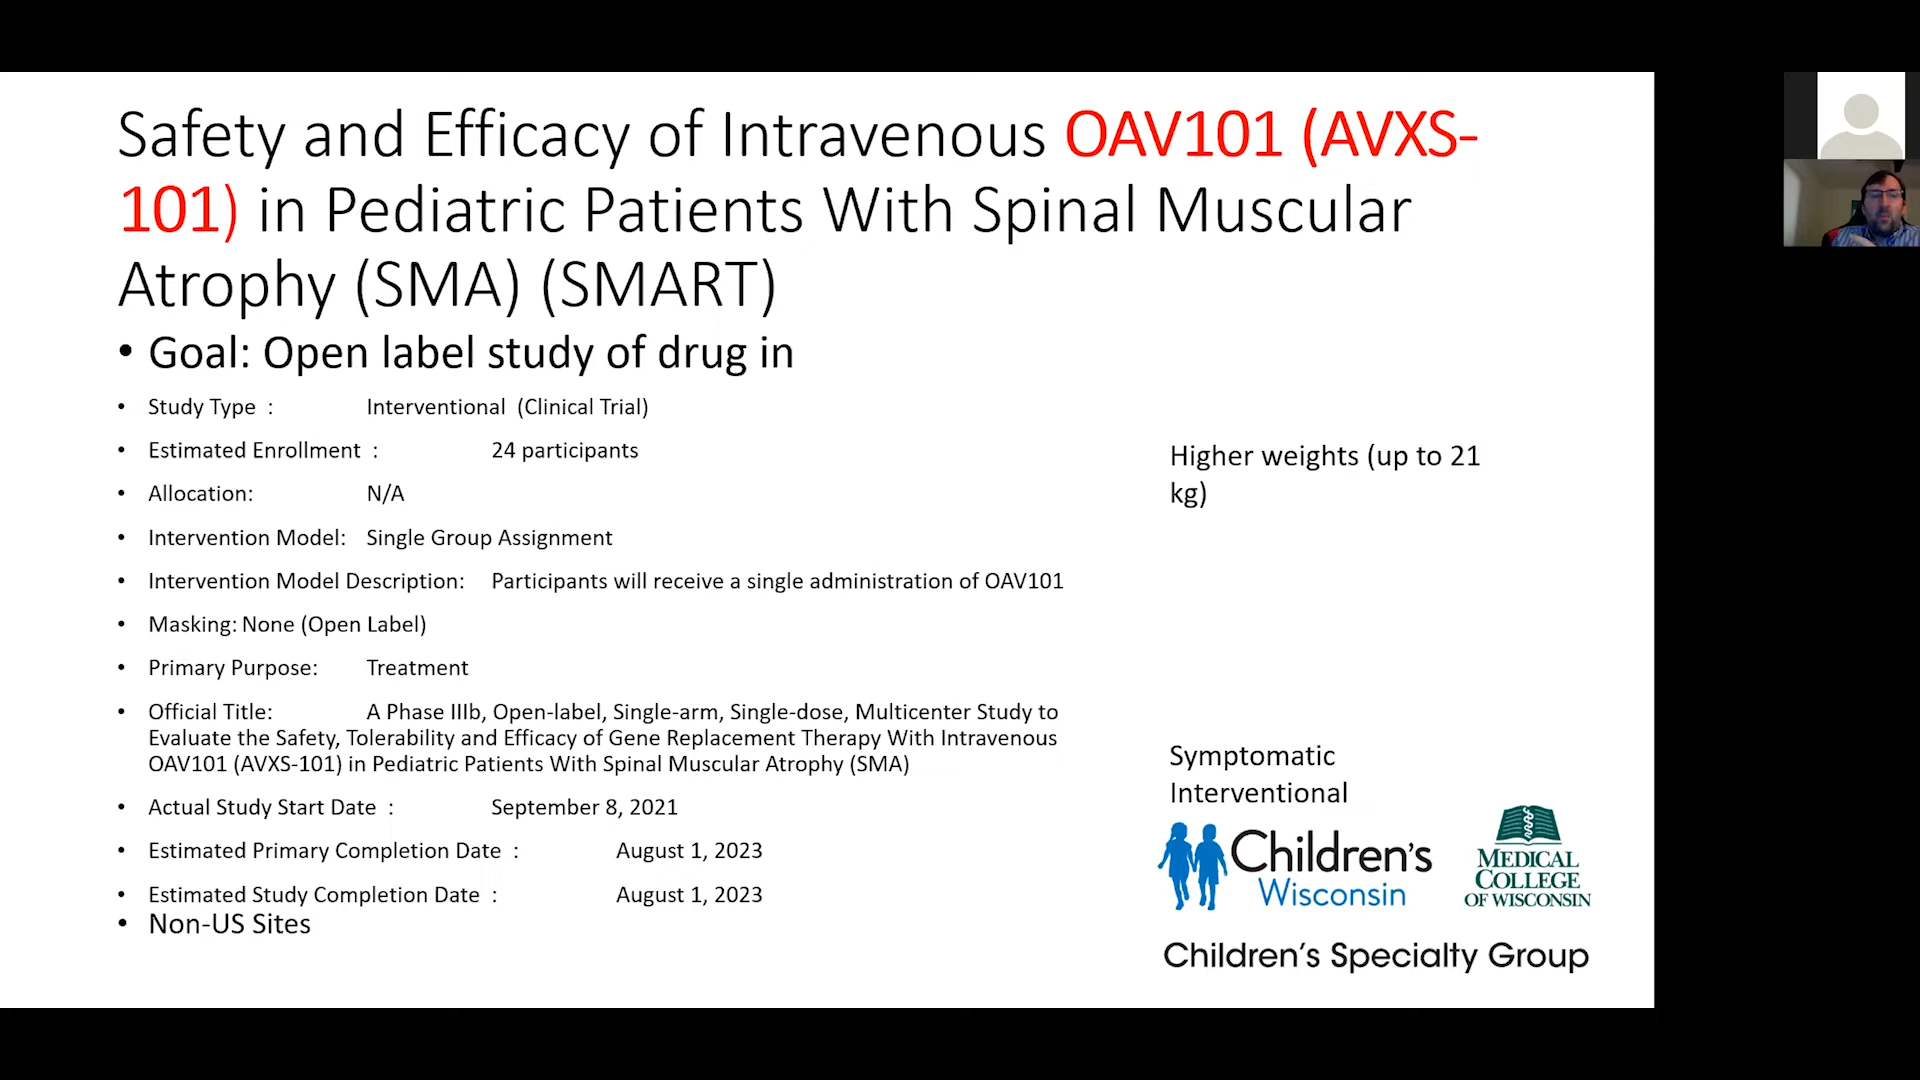 Safety and Efficacy of Intravenous OAV101 (AVXS-
101) in Pediatric Patients With Spinal Muscular
Atrophy (SMA) (SMART)
• Goal: Open label study of drug in
• Study Type : Interventional (Clinical Trial)
• Estimated Enrollment : 24 participants
• Allocation: N/A
• Intervention Model: Single Group Assignment
• Intervention Model Description: Participants will receive a single administration of OAV101
• Masking: None (Open Label)
• Primary Purpose: Treatment
• Official Title: A Phase IIIb, Open-label, Single-arm, Single-dose, Multicenter Study to
Evaluate the Safety, Tolerability and Efficacy of Gene Replacement Therapy With Intravenous
OAV101 (AVXS-101) in Pediatric Patients With Spinal Muscular Atrophy (SMA)
• Actual Study Start Date : September 8, 2021
• Estimated Primary Completion Date : August 1, 2023
• Estimated Study Completion Date : August 1, 2023
• Non-US Sites
Higher weights (up to 21
kg)
Symptomatic
Interventional
Children's
Wisconsin
MEDICAL
COLLEGE
OF WISCONSIN
Children's Specialty Group